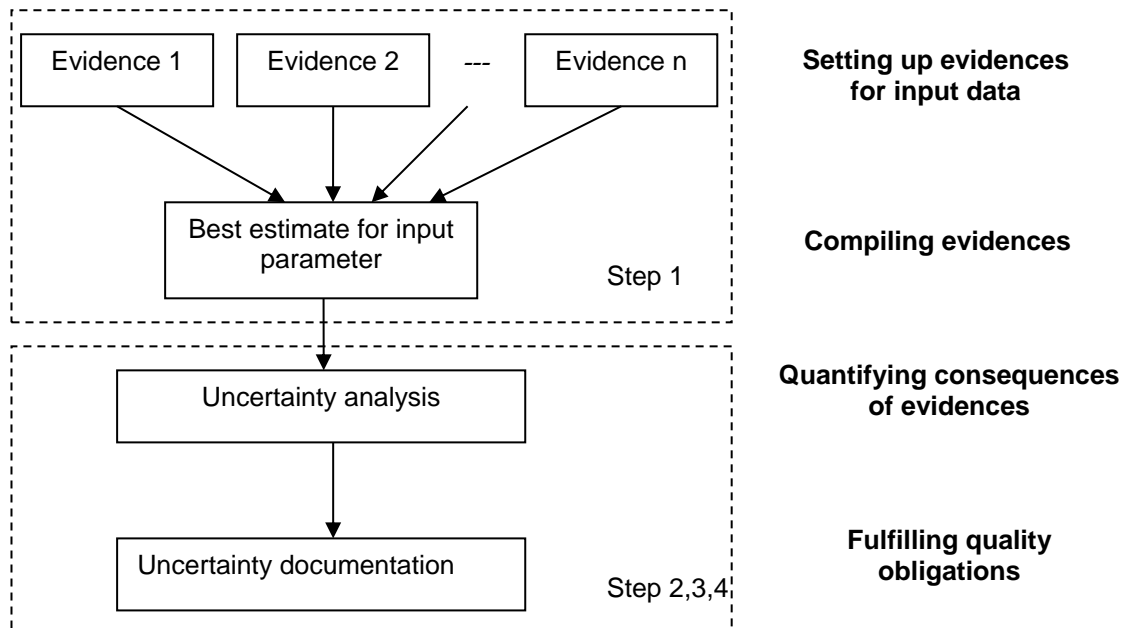 Evidence 1
Evidence 2
---
Evidence n
Setting up evidences
for input data
Best estimate for input
parameter
Step 1
Compiling evidences
Uncertainty analysis
Quantifying consequences
of evidences
Uncertainty documentation
Step 2,3,4
Fulfilling quality
obligations